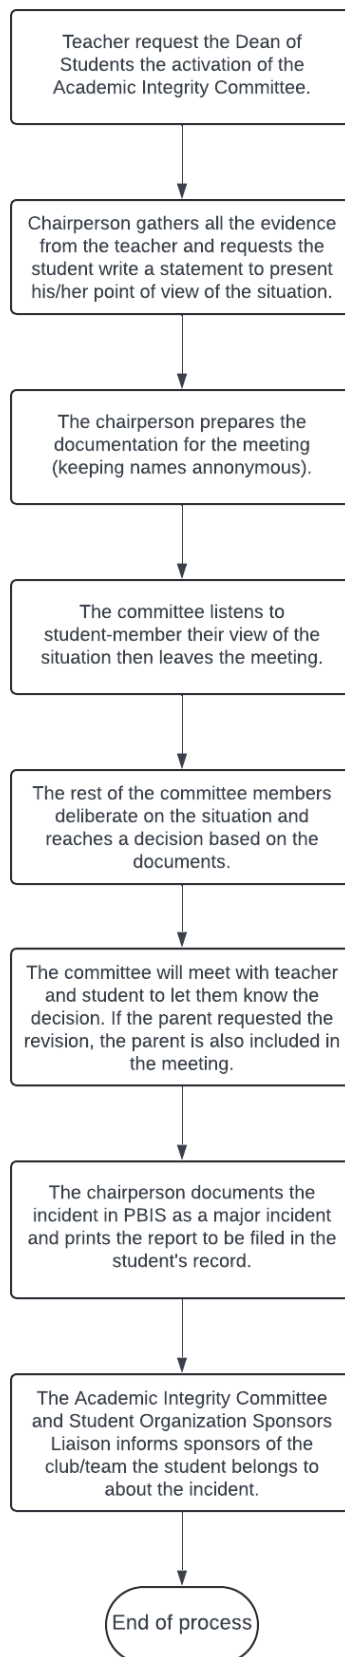 Teacher request the Dean of
Students the activation of the
Academic Integrity Committee.
Chairperson gathers all the evidence
from the teacher and requests the
student write a statement to present
his/her point of view of the situation.
The chairperson prepares the
documentation for the meeting
(keeping names annonymous).
The committee listens to
student-member their view of the
situation then leaves the meeting.
The rest of the committee members
deliberate on the situation and
reaches a decision based on the
documents.
The committee will meet with teacher
and student to let them know the
decision. If the parent requested the
revision, the parent is also included in
the meeting.
The chairperson documents the
incident in PBIS as a major incident
and prints the report to be filed in the
student's record.
The Academic Integrity Committee
and Student Organization Sponsors
Liaison informs sponsors of the
club/team the student belongs to
about the incident.
End of process